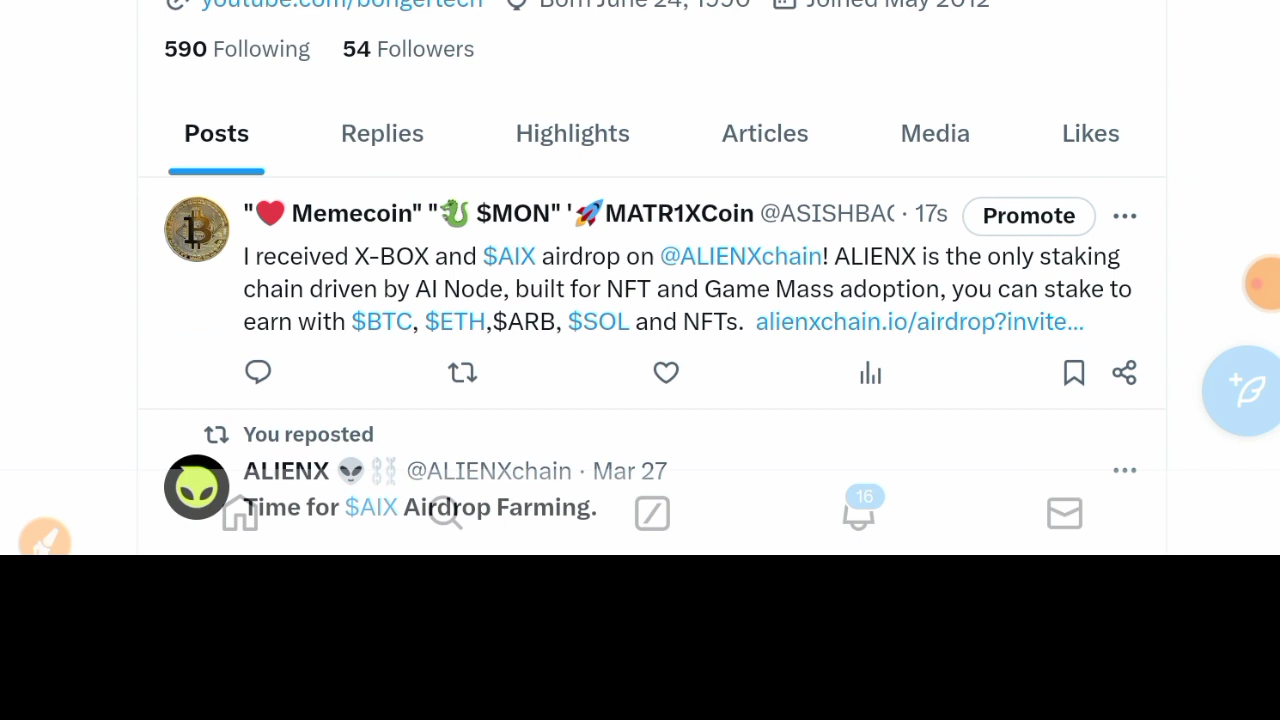 youtube.com/bongertech Born June 24, 1990 Joined May 2012
590 Following 54 Followers
Posts Replies Highlights Articles Media Likes
"❤️ Memecoin" "🐉 $MON" '🚀MATR1XCoin @ASISHBA · 17s Promote
I received X-BOX and $AIX airdrop on @ALIENXchain! ALIENX is the only staking
chain driven by AI Node, built for NFT and Game Mass adoption, you can stake to
earn with $BTC, $ETH,$ARB, $SOL and NFTs. alienxchain.io/airdrop?invite...
You reposted
ALIENX 👽⛓️ @ALIENXchain · Mar 27
Time for $AIX Airdrop Farming.
16